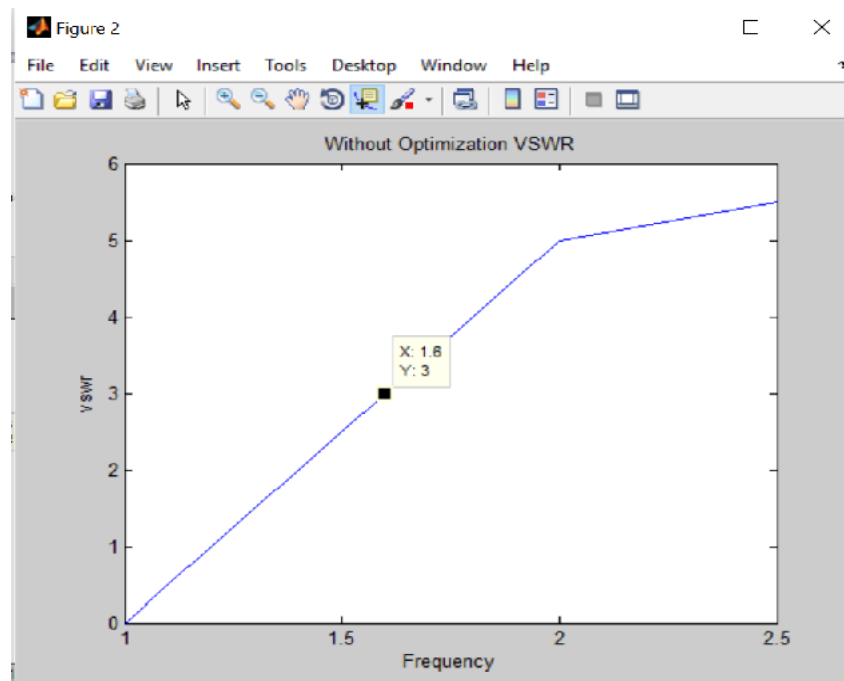 Figure 2
File Edit View Insert Tools Desktop Window Help
Without Optimization VSWR
6
5
4
X: 1.6
Y: 3
vswr
3
2
1
0
1 1.5 2 2.5
Frequency